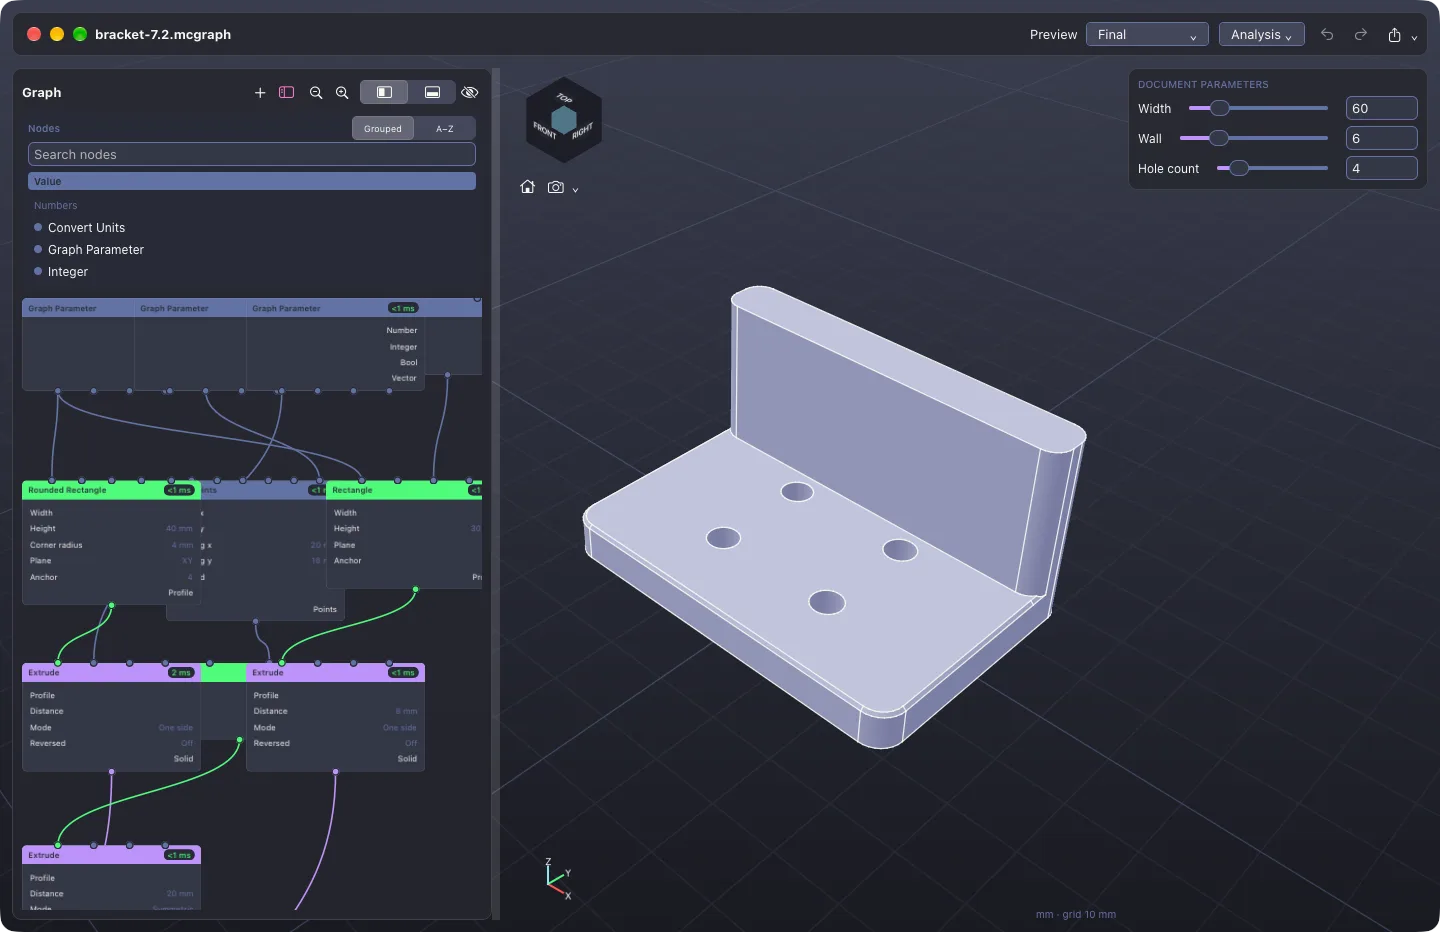 bracket-7.2.mcgraph
Preview
Final
Analysis
Graph
Nodes
Grouped
A–Z
Search nodes
Value
Numbers
Convert Units
Graph Parameter
Integer
Graph Parameter
Graph Parameter
Graph Parameter
<1 ms
Number
Integer
Bool
Vector
Rounded Rectangle
<1 ms
Width
Height
40 mm
Corner radius
4 mm
Plane
XY
Anchor
4
Profile
Points
Rectangle
Width
Height
30
Plane
Anchor
Extrude
2 ms
Profile
Distance
Mode
One side
Reversed
Off
Solid
Extrude
<1 ms
Profile
Distance
6 mm
Mode
One side
Reversed
Off
Solid
Extrude
<1 ms
Profile
Distance
20 mm
Mode
Symmetric
TOP
FRONT
RIGHT
DOCUMENT PARAMETERS
Width
60
Wall
6
Hole count
4
Z
Y
X
mm · grid 10 mm